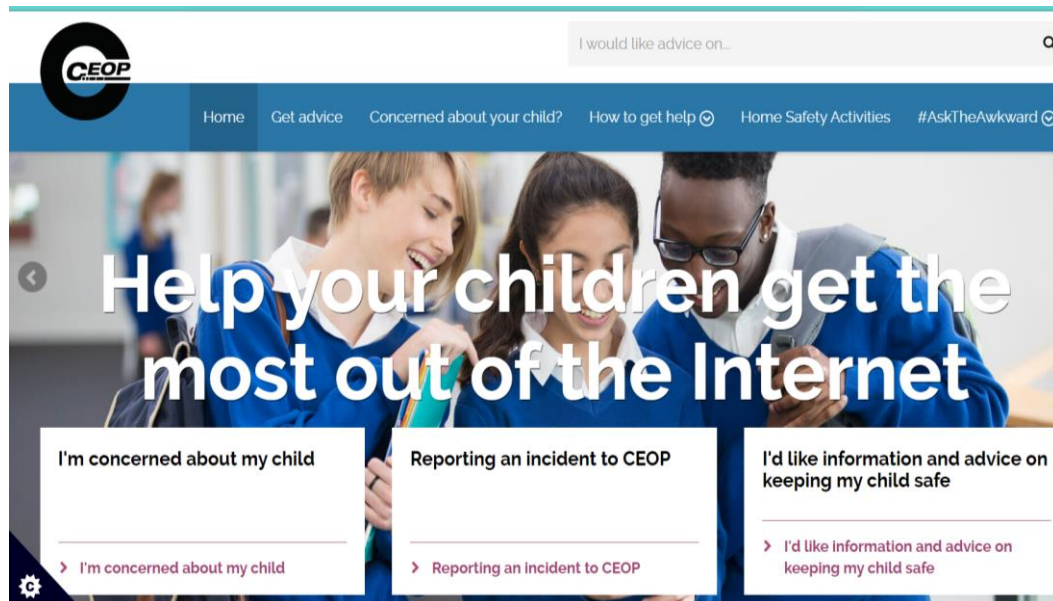 CEOP
I would like advice on...
Home Get advice Concerned about your child? How to get help Home Safety Activities #AskTheAwkward
Help your children get the
most out of the Internet
I'm concerned about my child
I'm concerned about my child
Reporting an incident to CEOP
Reporting an incident to CEOP
I'd like information and advice on
keeping my child safe
I'd like information and advice on
keeping my child safe